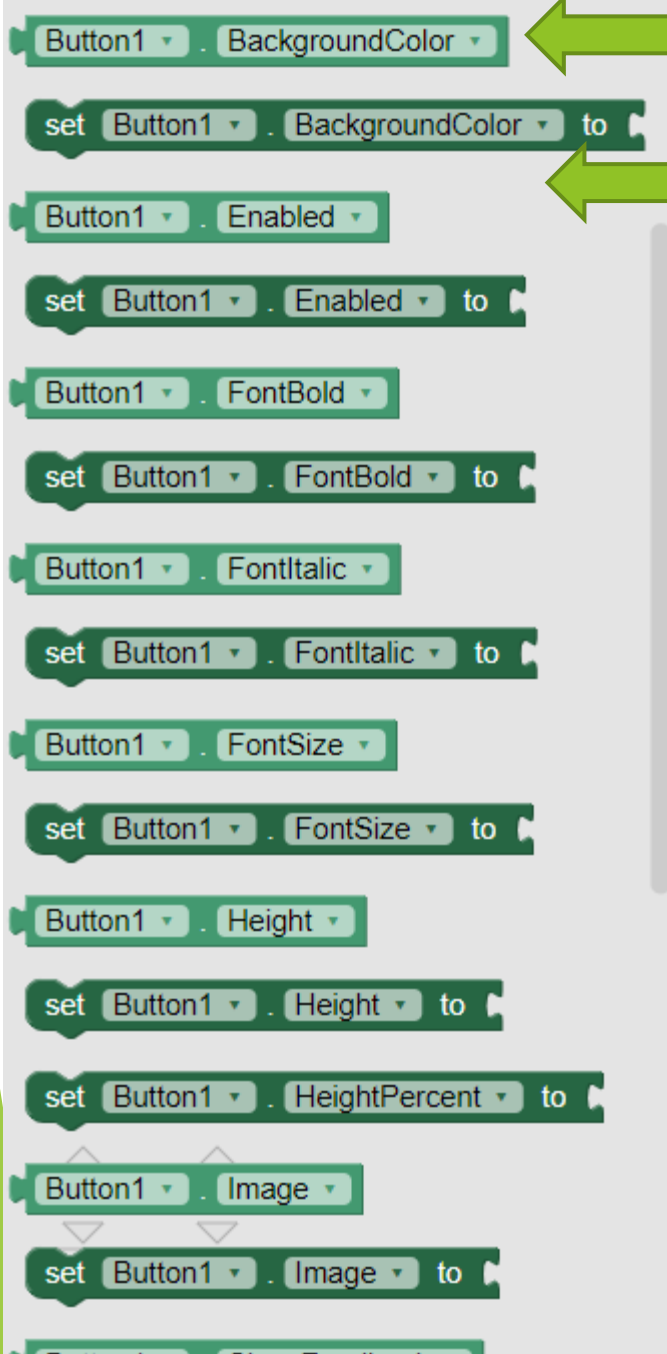 Button1 . BackgroundColor
set Button1 . BackgroundColor to
Button1 . Enabled
set Button1 . Enabled to
Button1 . FontBold
set Button1 . FontBold to
Button1 . FontItalic
set Button1 . FontItalic to
Button1 . FontSize
set Button1 . FontSize to
Button1 . Height
set Button1 . Height to
set Button1 . HeightPercent to
Button1 . Image
set Button1 . Image to